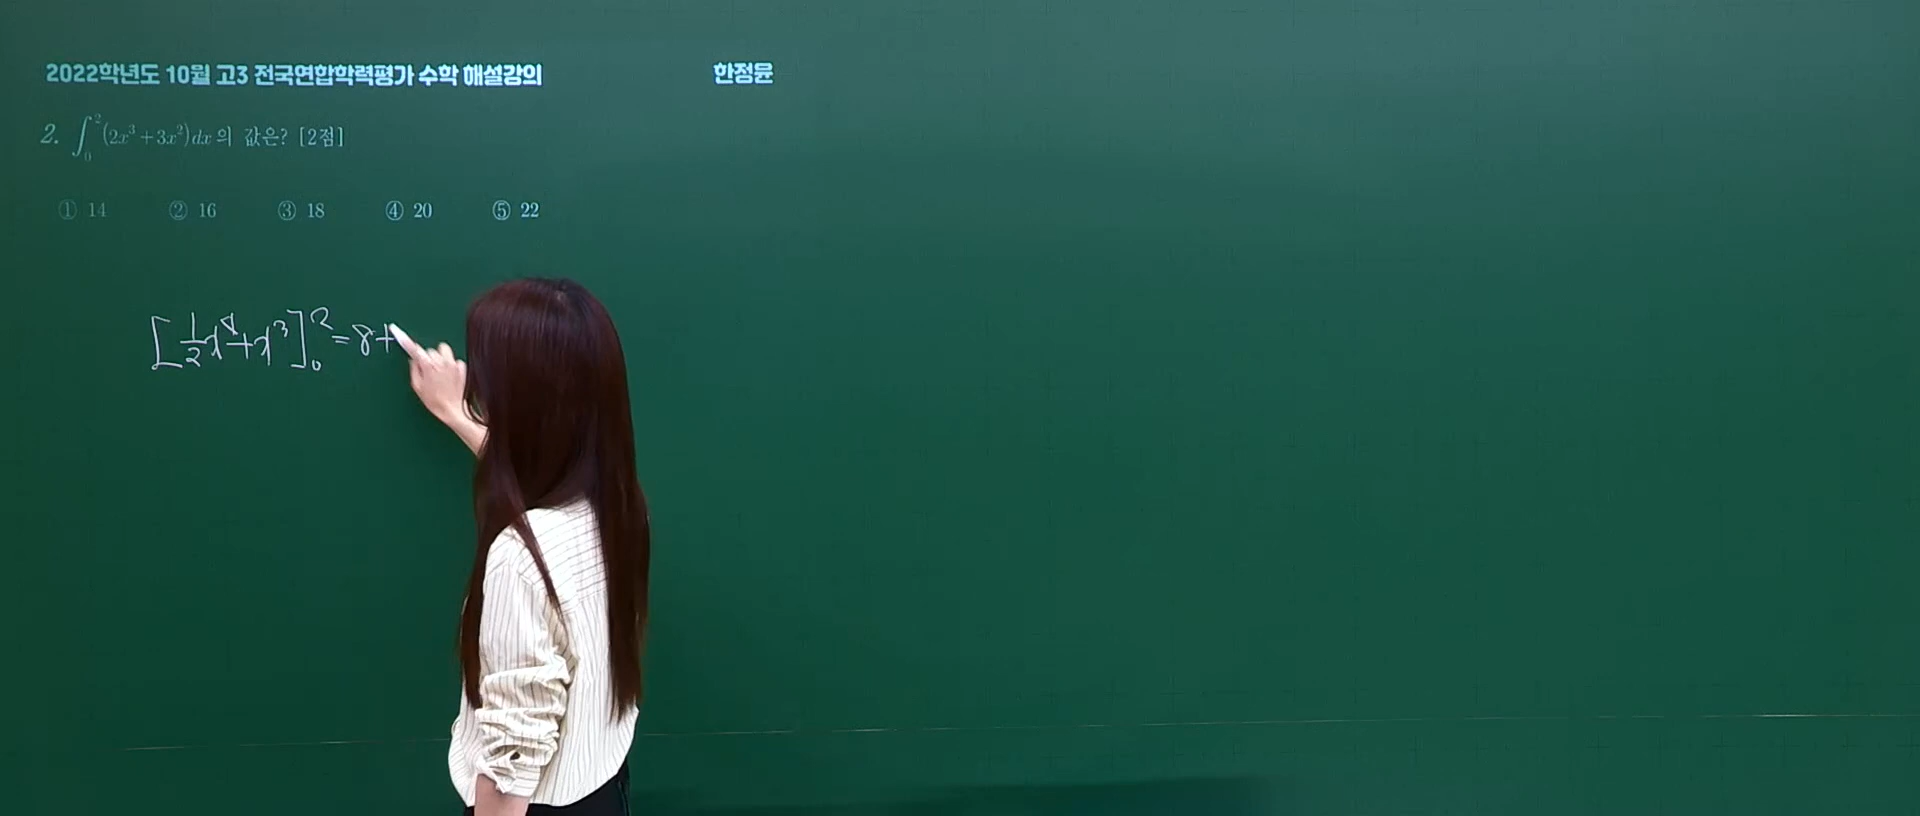 2022학년도 10월 고3 전국연합학력평가 수학 해설강의 한정윤
2. ∫₀² (2x³+3x²)dx의 값은? [2점]
① 14 ② 16 ③ 18 ④ 20 ⑤ 22
[½x⁴+x³]₀² = 8+